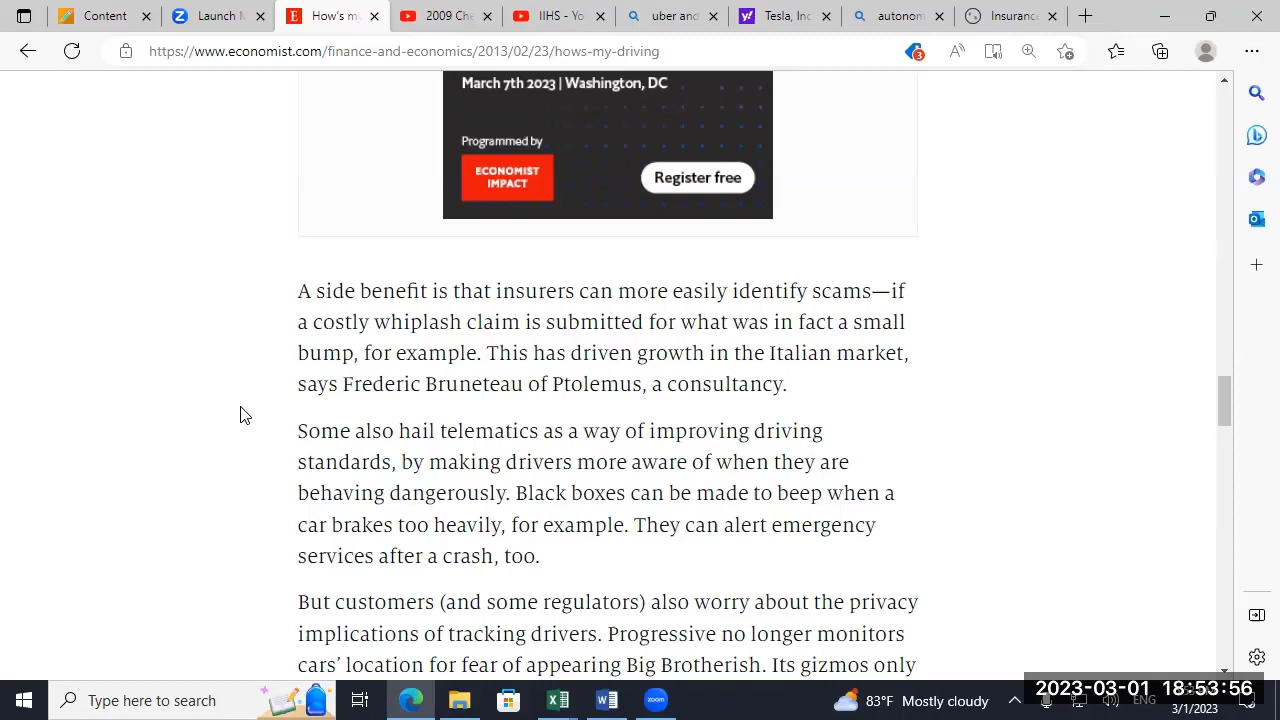 Content
Launch
How's my
2009 Che
IIHS - Yo
uber and
Tesla, Inc
autonom
Insurance
https://www.economist.com/finance-and-economics/2013/02/23/hows-my-driving
3
March 7th 2023 | Washington, DC
Programmed by
ECONOMIST
IMPACT
Register free
A side benefit is that insurers can more easily identify scams—if
a costly whiplash claim is submitted for what was in fact a small
bump, for example. This has driven growth in the Italian market,
says Frederic Bruneteau of Ptolemus, a consultancy.
Some also hail telematics as a way of improving driving
standards, by making drivers more aware of when they are
behaving dangerously. Black boxes can be made to beep when a
car brakes too heavily, for example. They can alert emergency
services after a crash, too.
But customers (and some regulators) also worry about the privacy
implications of tracking drivers. Progressive no longer monitors
cars' location for fear of appearing Big Brotherish. Its gizmos only
Type here to search
83°F Mostly cloudy
ENG
2023-03-01 18:53:56
3/1/2023